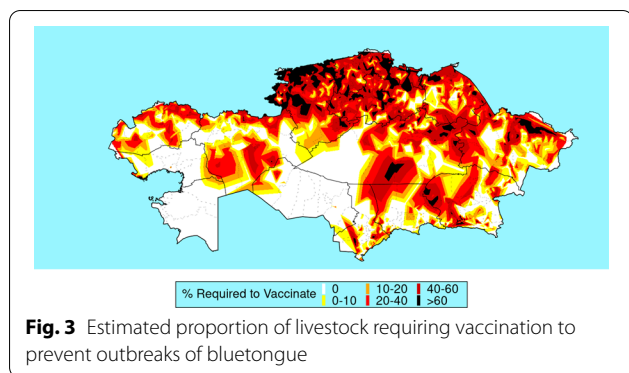 % Required to Vaccinate 0 10-20 40-60
0-10 20-40 >60
Fig. 3 Estimated proportion of livestock requiring vaccination to
prevent outbreaks of bluetongue